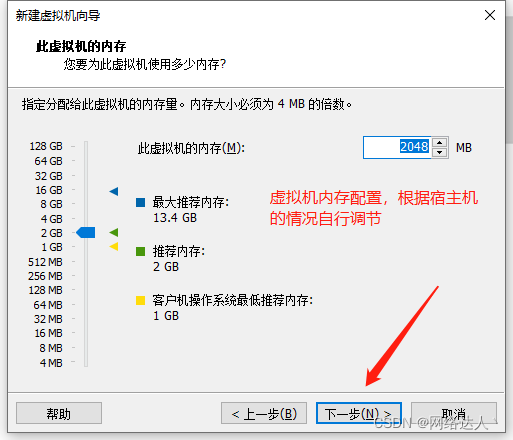 新建虚拟机向导
此虚拟机的内存
您要为此虚拟机使用多少内存?
指定分配给此虚拟机的内存量。内存大小必须为 4 MB 的倍数。
128 GB
64 GB
32 GB
16 GB
8 GB
4 GB
2 GB
1 GB
512 MB
256 MB
128 MB
64 MB
32 MB
16 MB
8 MB
4 MB
此虚拟机的内存(M): 2048 MB
最大推荐内存:
13.4 GB
推荐内存:
2 GB
客户机操作系统最低推荐内存:
1 GB
虚拟机内存配置，根据宿主机
的情况自行调节
帮助 < 上一步(B) 下一步(N) > 取消
CSDN @网络达人丶